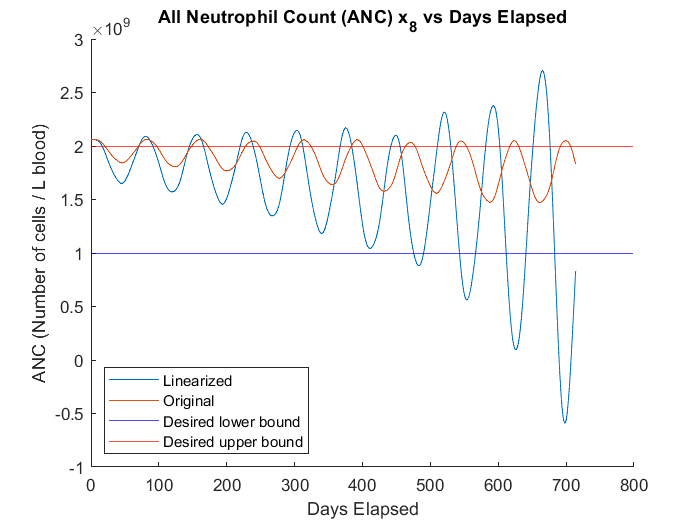 All Neutrophil Count (ANC) x8 vs Days Elapsed
×10^9
3
2.5
2
1.5
1
0.5
0
-0.5
-1
ANC (Number of cells / L blood)
Linearized
Original
Desired lower bound
Desired upper bound
0 100 200 300 400 500 600 700 800
Days Elapsed